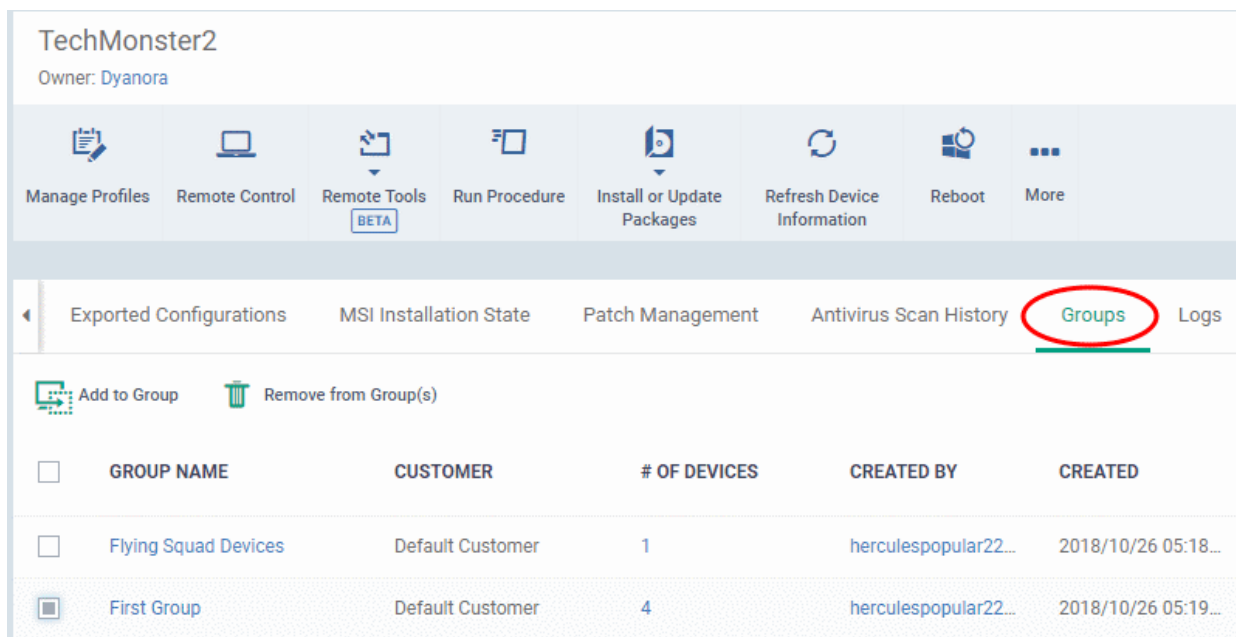 TechMonster2
Owner: Dyanora
Manage Profiles Remote Control Remote Tools Run Procedure Install or Update Refresh Device Reboot More
BETA Packages Information
Exported Configurations MSI Installation State Patch Management Antivirus Scan History Groups Logs
Add to Group Remove from Group(s)
GROUP NAME CUSTOMER # OF DEVICES CREATED BY CREATED
Flying Squad Devices Default Customer 1 herculespopular22... 2018/10/26 05:18...
First Group Default Customer 4 herculespopular22... 2018/10/26 05:19...